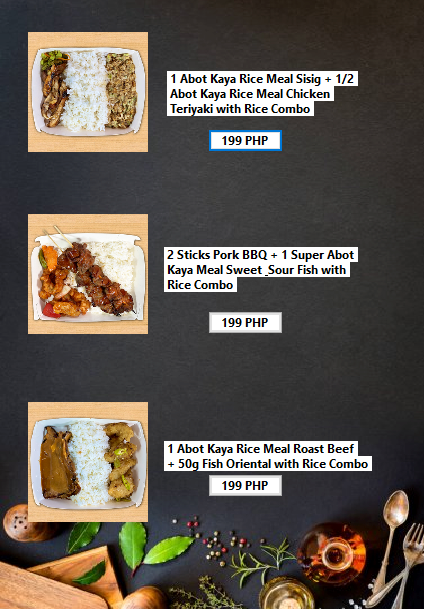 1 Abot Kaya Rice Meal Sisig + 1/2
Abot Kaya Rice Meal Chicken
Teriyaki with Rice Combo
199 PHP
2 Sticks Pork BBQ + 1 Super Abot
Kaya Meal Sweet_Sour Fish with
Rice Combo
199 PHP
1 Abot Kaya Rice Meal Roast Beef
+ 50g Fish Oriental with Rice Combo
199 PHP